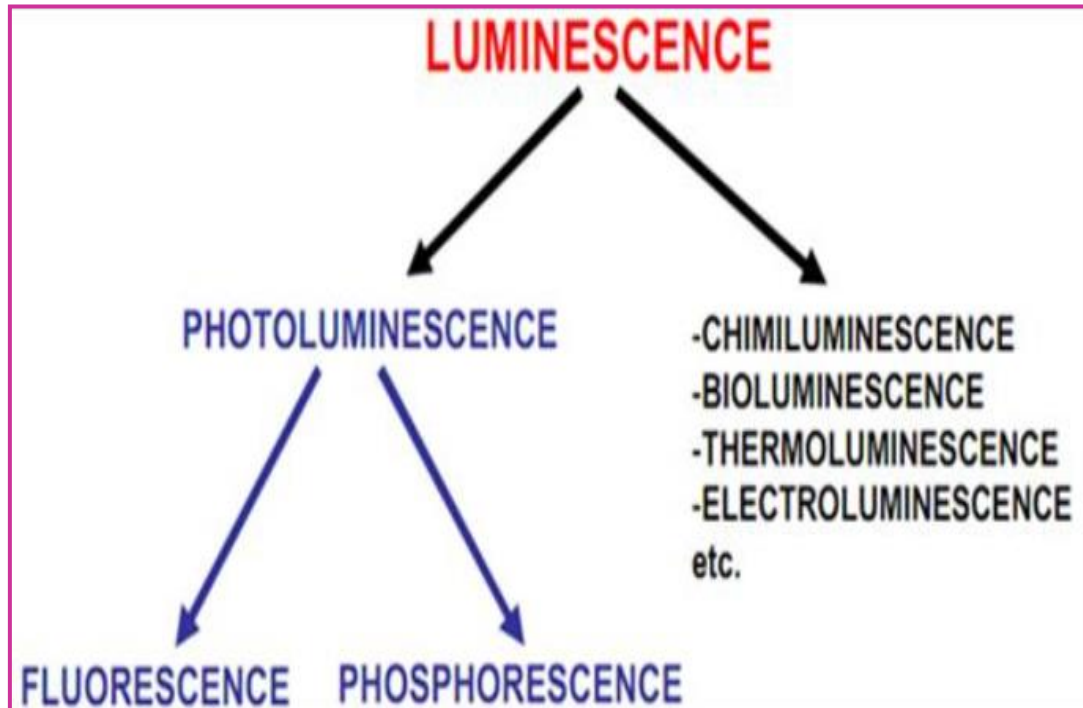 LUMINESCENCE
PHOTOLUMINESCENCE
-CHIMILUMINESCENCE
-BIOLUMINESCENCE
-THERMOLUMINESCENCE
-ELECTROLUMINESCENCE
etc.
FLUORESCENCE PHOSPHORESCENCE